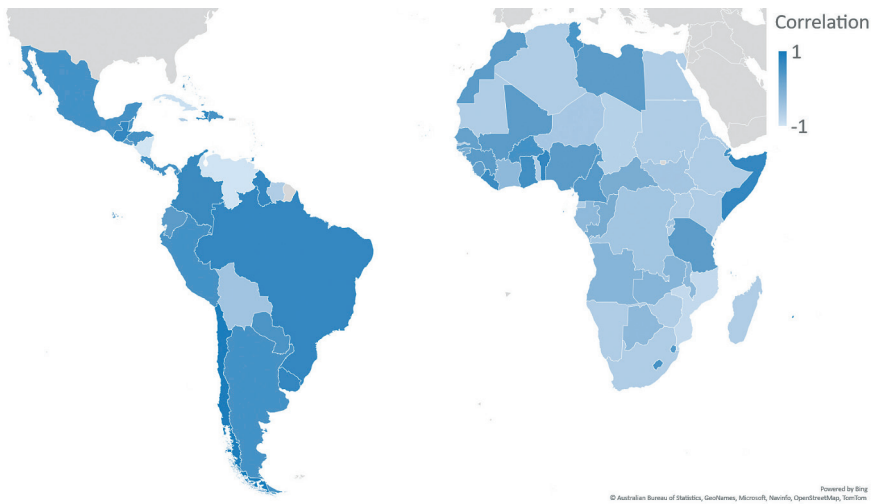 Correlation
1
-1
Powered by Bing
© Australian Bureau of Statistics, GeoNames, Microsoft, Navinfo, OpenStreetMap, TomTom